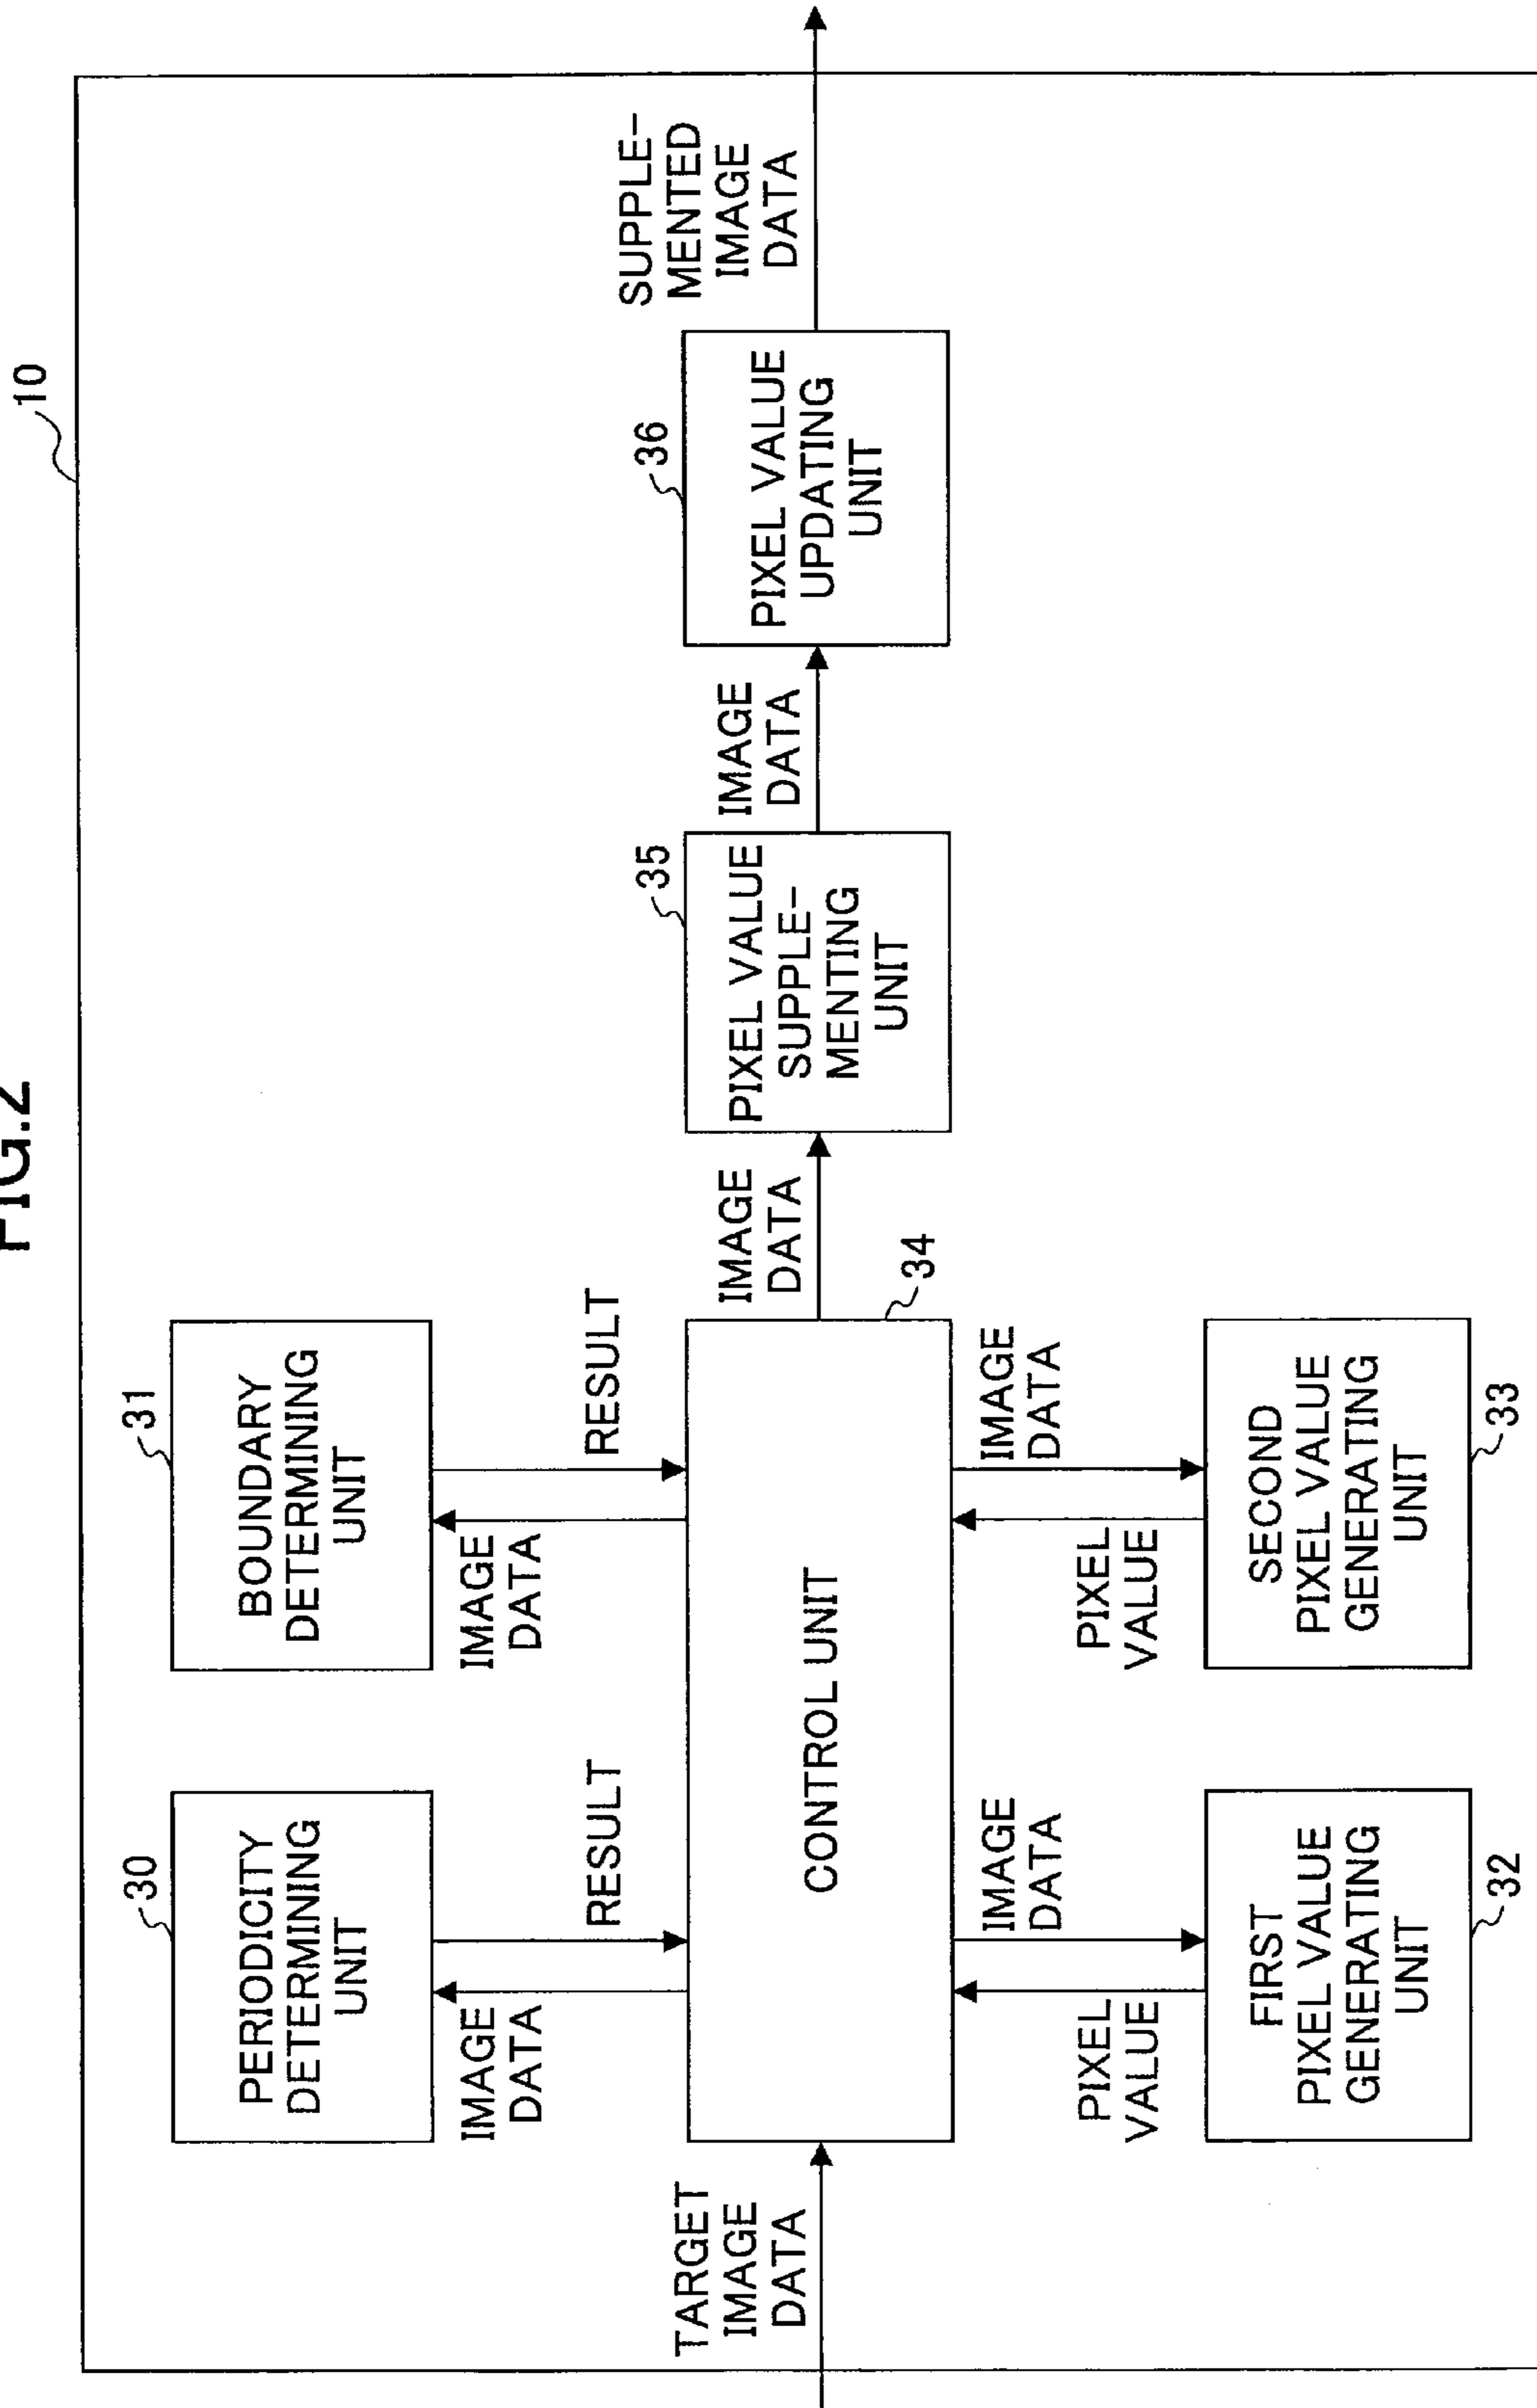 FIG.2
10
30
PERIODICITY
DETERMINING
UNIT
31
BOUNDARY
DETERMINING
UNIT
IMAGE
DATA
RESULT
IMAGE
DATA
RESULT
TARGET
IMAGE
DATA
CONTROL UNIT
34
IMAGE
DATA
35
PIXEL VALUE
SUPPLE-
MENTING
UNIT
IMAGE
DATA
36
PIXEL VALUE
UPDATING
UNIT
SUPPLE-
MENTED
IMAGE
DATA
PIXEL
VALUE
IMAGE
DATA
PIXEL
VALUE
IMAGE
DATA
FIRST
PIXEL VALUE
GENERATING
UNIT
32
SECOND
PIXEL VALUE
GENERATING
UNIT
33